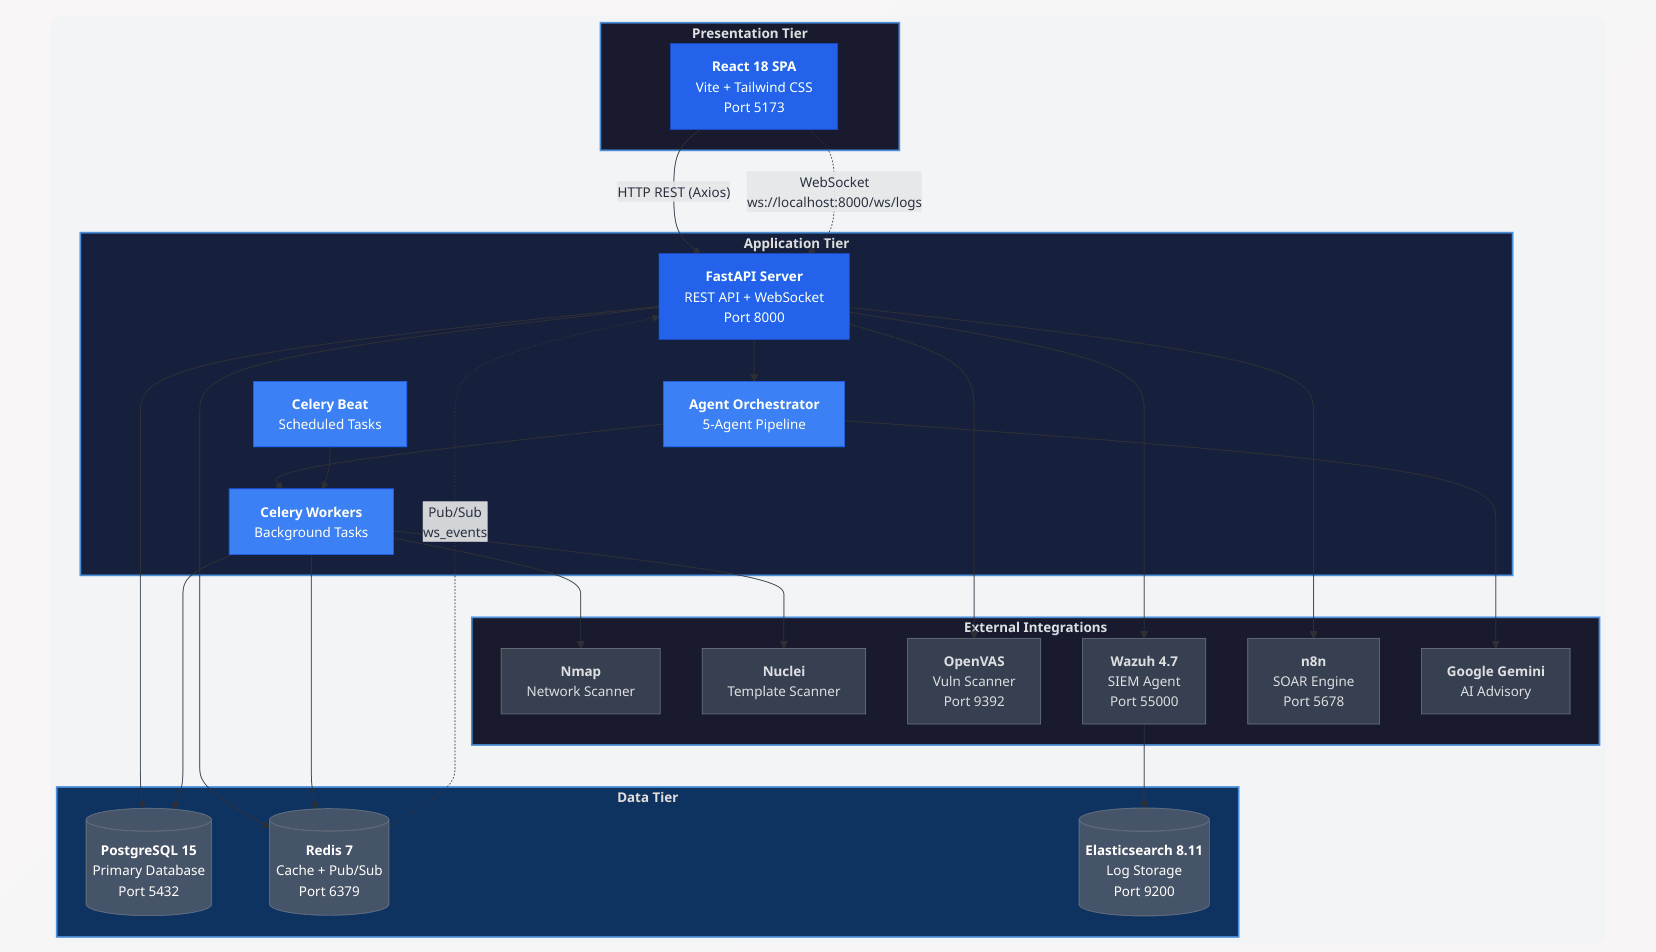 Presentation Tier
React 18 SPA
Vite + Tailwind CSS
Port 5173
HTTP REST (Axios)
WebSocket
ws://localhost:8000/ws/logs
Application Tier
FastAPI Server
REST API + WebSocket
Port 8000
Celery Beat
Scheduled Tasks
Agent Orchestrator
5-Agent Pipeline
Celery Workers
Background Tasks
Pub/Sub
ws_events
External Integrations
Nmap
Network Scanner
Nuclei
Template Scanner
OpenVAS
Vuln Scanner
Port 9392
Wazuh 4.7
SIEM Agent
Port 55000
n8n
SOAR Engine
Port 5678
Google Gemini
AI Advisory
Data Tier
PostgreSQL 15
Primary Database
Port 5432
Redis 7
Cache + Pub/Sub
Port 6379
Elasticsearch 8.11
Log Storage
Port 9200